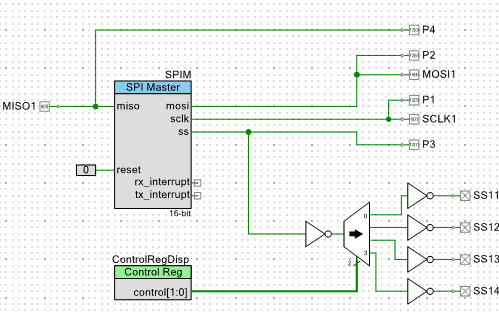 P4
P2
SPIM
SPI Master
MOSI1
MISO1
miso
mosi
P1
sclk
SCLK1
ss
P3
0
reset
rx_interrupt
tx_interrupt
16-bit
0
SS11
1
SS12
2
ControlRegDisp
3
SS13
2
Control Reg
control[1:0]
SS14